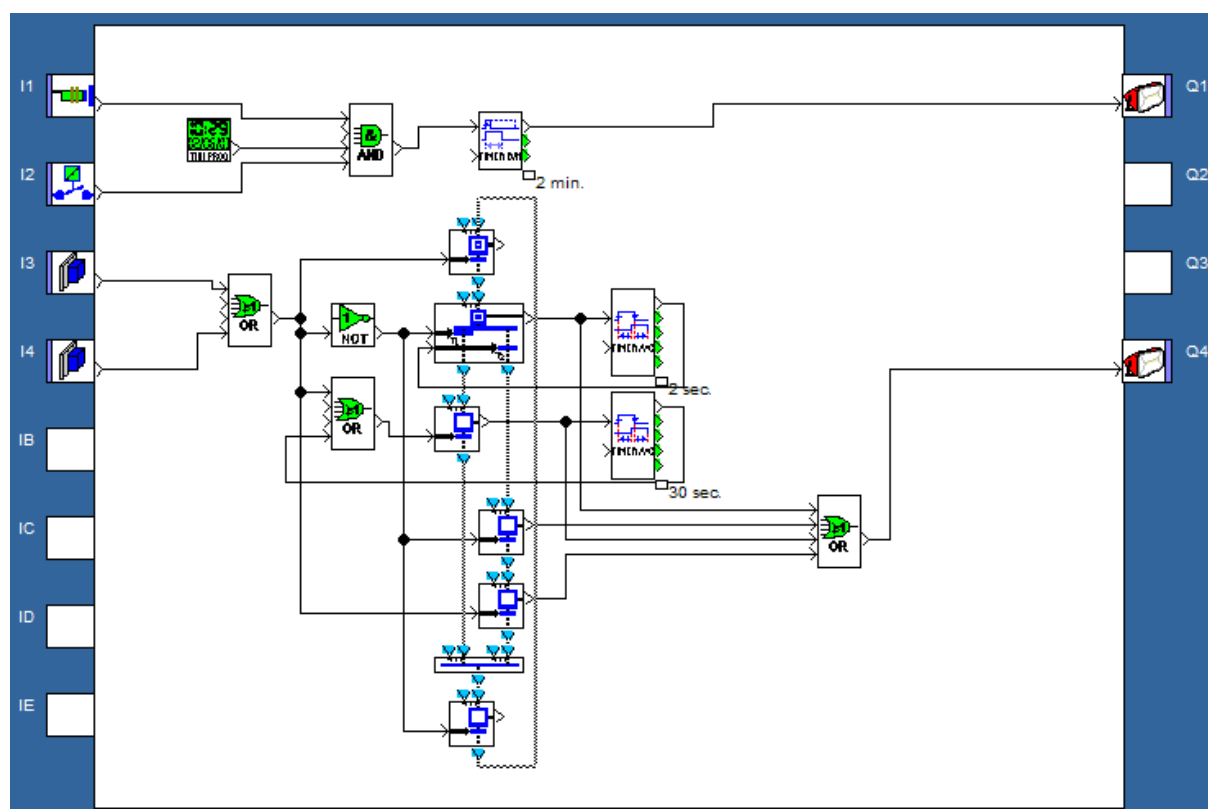 I1
Q1
AND
I2
2 min.
Q2
I3
Q3
OR
NOT
I4
Q4
2 sec.
OR
IB
30 sec.
IC
OR
ID
IE